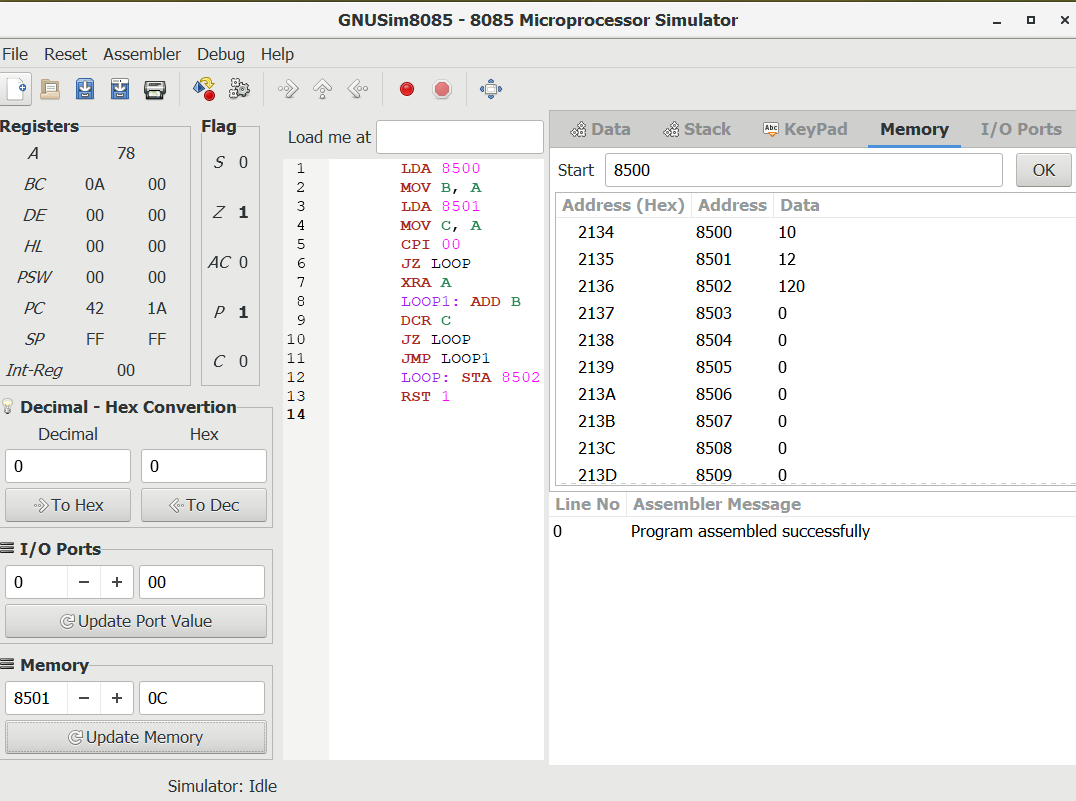 GNUSim8085 - 8085 Microprocessor Simulator
File Reset Assembler Debug Help
Registers
A 78
BC 0A 00
DE 00 00
HL 00 00
PSW 00 00
PC 42 1A
SP FF FF
Int-Reg 00
Flag
S 0
Z 1
AC 0
P 1
C 0
Decimal - Hex Convertion
Decimal Hex
0 0
To Hex To Dec
I/O Ports
0 − + 00
Update Port Value
Memory
8501 − + 0C
Update Memory
Load me at
1 LDA 8500
2 MOV B, A
3 LDA 8501
4 MOV C, A
5 CPI 00
6 JZ LOOP
7 XRA A
8 LOOP1: ADD B
9 DCR C
10 JZ LOOP
11 JMP LOOP1
12 LOOP: STA 8502
13 RST 1
14
Data Stack Abc KeyPad Memory I/O Ports
Start 8500 OK
Address (Hex) Address Data
2134 8500 10
2135 8501 12
2136 8502 120
2137 8503 0
2138 8504 0
2139 8505 0
213A 8506 0
213B 8507 0
213C 8508 0
213D 8509 0
Line No Assembler Message
0 Program assembled successfully
Simulator: Idle